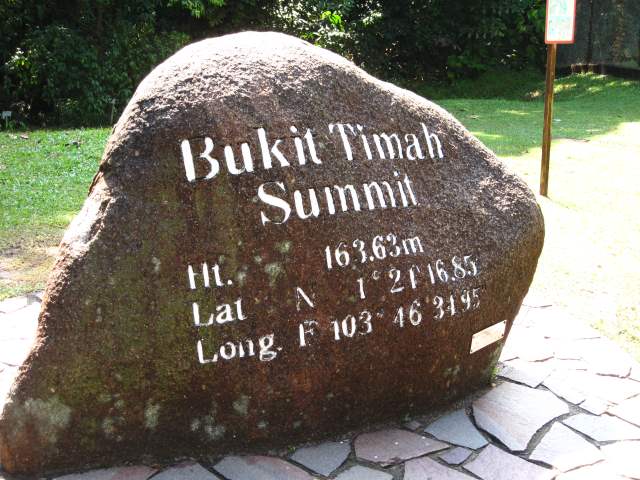 Bukit Timah
Summit
Ht. 163.63m
Lat N 1° 21' 16.85"
Long. E 103° 46' 34.95"